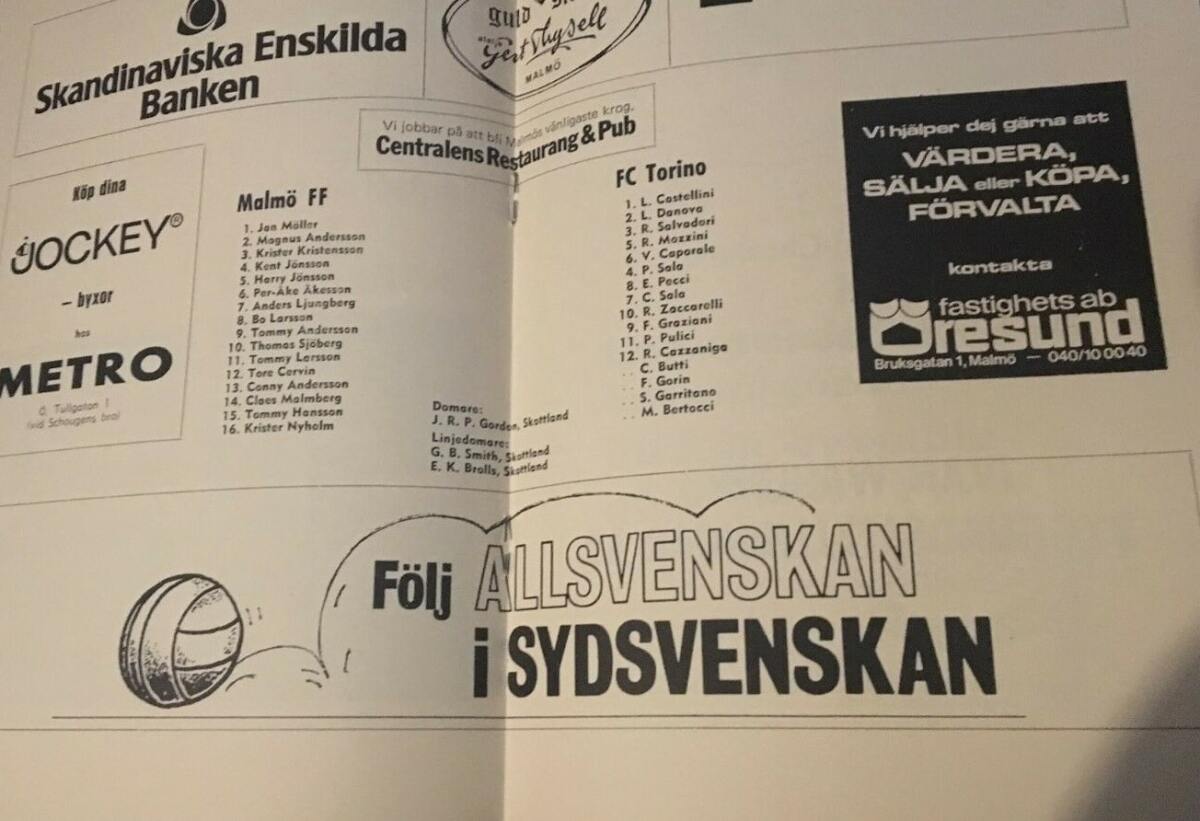 Skandinaviska Enskilda
Banken
guld
Gert Thysell
MALMÖ
Vi jobbar på att bli Malmös vänligaste krog.
Centralens Restaurang & Pub
Köp dina
JOCKEY®
– byxor
hos
METRO
Ö. Tullgatan 1
(vid Schougens bro)
Malmö FF
1. Jan Möller
2. Magnus Andersson
3. Krister Kristensson
4. Kent Jönsson
5. Harry Jönsson
6. Per-Åke Åkesson
7. Anders Ljungberg
8. Bo Larsson
9. Tommy Andersson
10. Thomas Sjöberg
11. Tommy Larsson
12. Tore Cervin
13. Conny Andersson
14. Claes Malmberg
15. Tommy Hansson
16. Krister Nyholm
Domare:
J. R. P. Gordon, Skottland
Linjedomare:
G. B. Smith, Skottland
E. K. Bralls, Skottland
FC Torino
1. L. Castellini
2. L. Danova
3. R. Salvadori
5. R. Mozzini
6. V. Caporale
4. P. Sala
8. E. Pecci
7. C. Sala
10. R. Zaccarelli
9. F. Graziani
11. P. Pulici
12. R. Cazzaniga
.. C. Butti
.. F. Gorin
.. S. Garritano
.. M. Bertocci
Vi hjälper dej gärna att
VÄRDERA,
SÄLJA eller KÖPA,
FÖRVALTA
kontakta
fastighets ab
Öresund
Bruksgatan 1, Malmö — 040/10 00 40
Följ ALLSVENSKAN
i SYDSVENSKAN